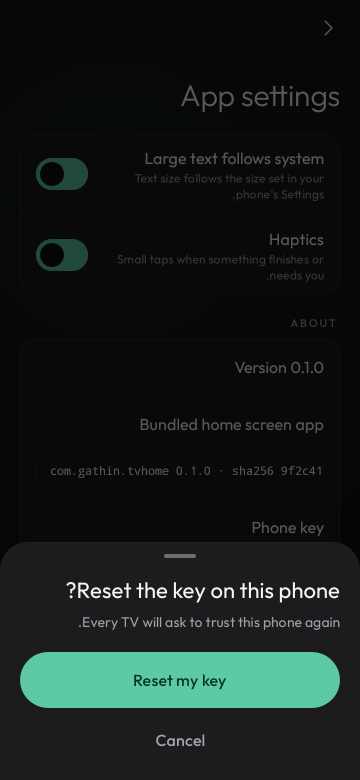 App settings
Large text follows system
Text size follows the size set in your
.phone's Settings
Haptics
Small taps when something finishes or
.needs you
ABOUT
Version 0.1.0
Bundled home screen app
com.gathin.tvhome 0.1.0 · sha256 9f2c41
Phone key
?Reset the key on this phone
.Every TV will ask to trust this phone again
Reset my key
Cancel